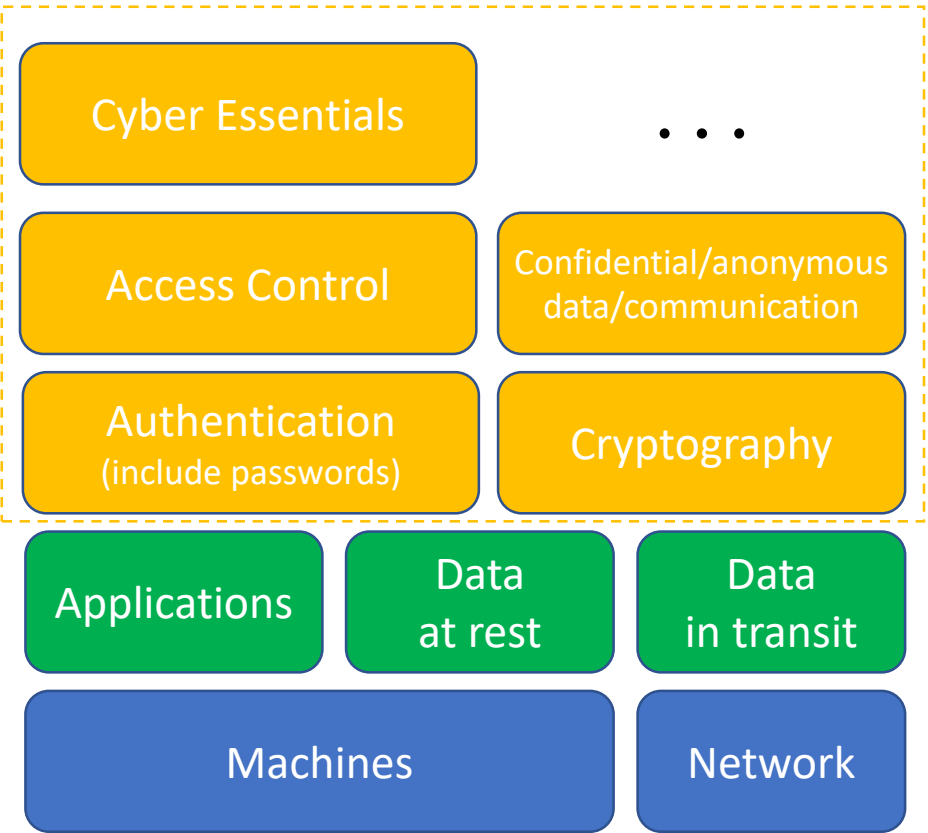 Cyber Essentials
. . .
Access Control
Confidential/anonymous
data/communication
Authentication
(include passwords)
Cryptography
Applications
Data
at rest
Data
in transit
Machines
Network